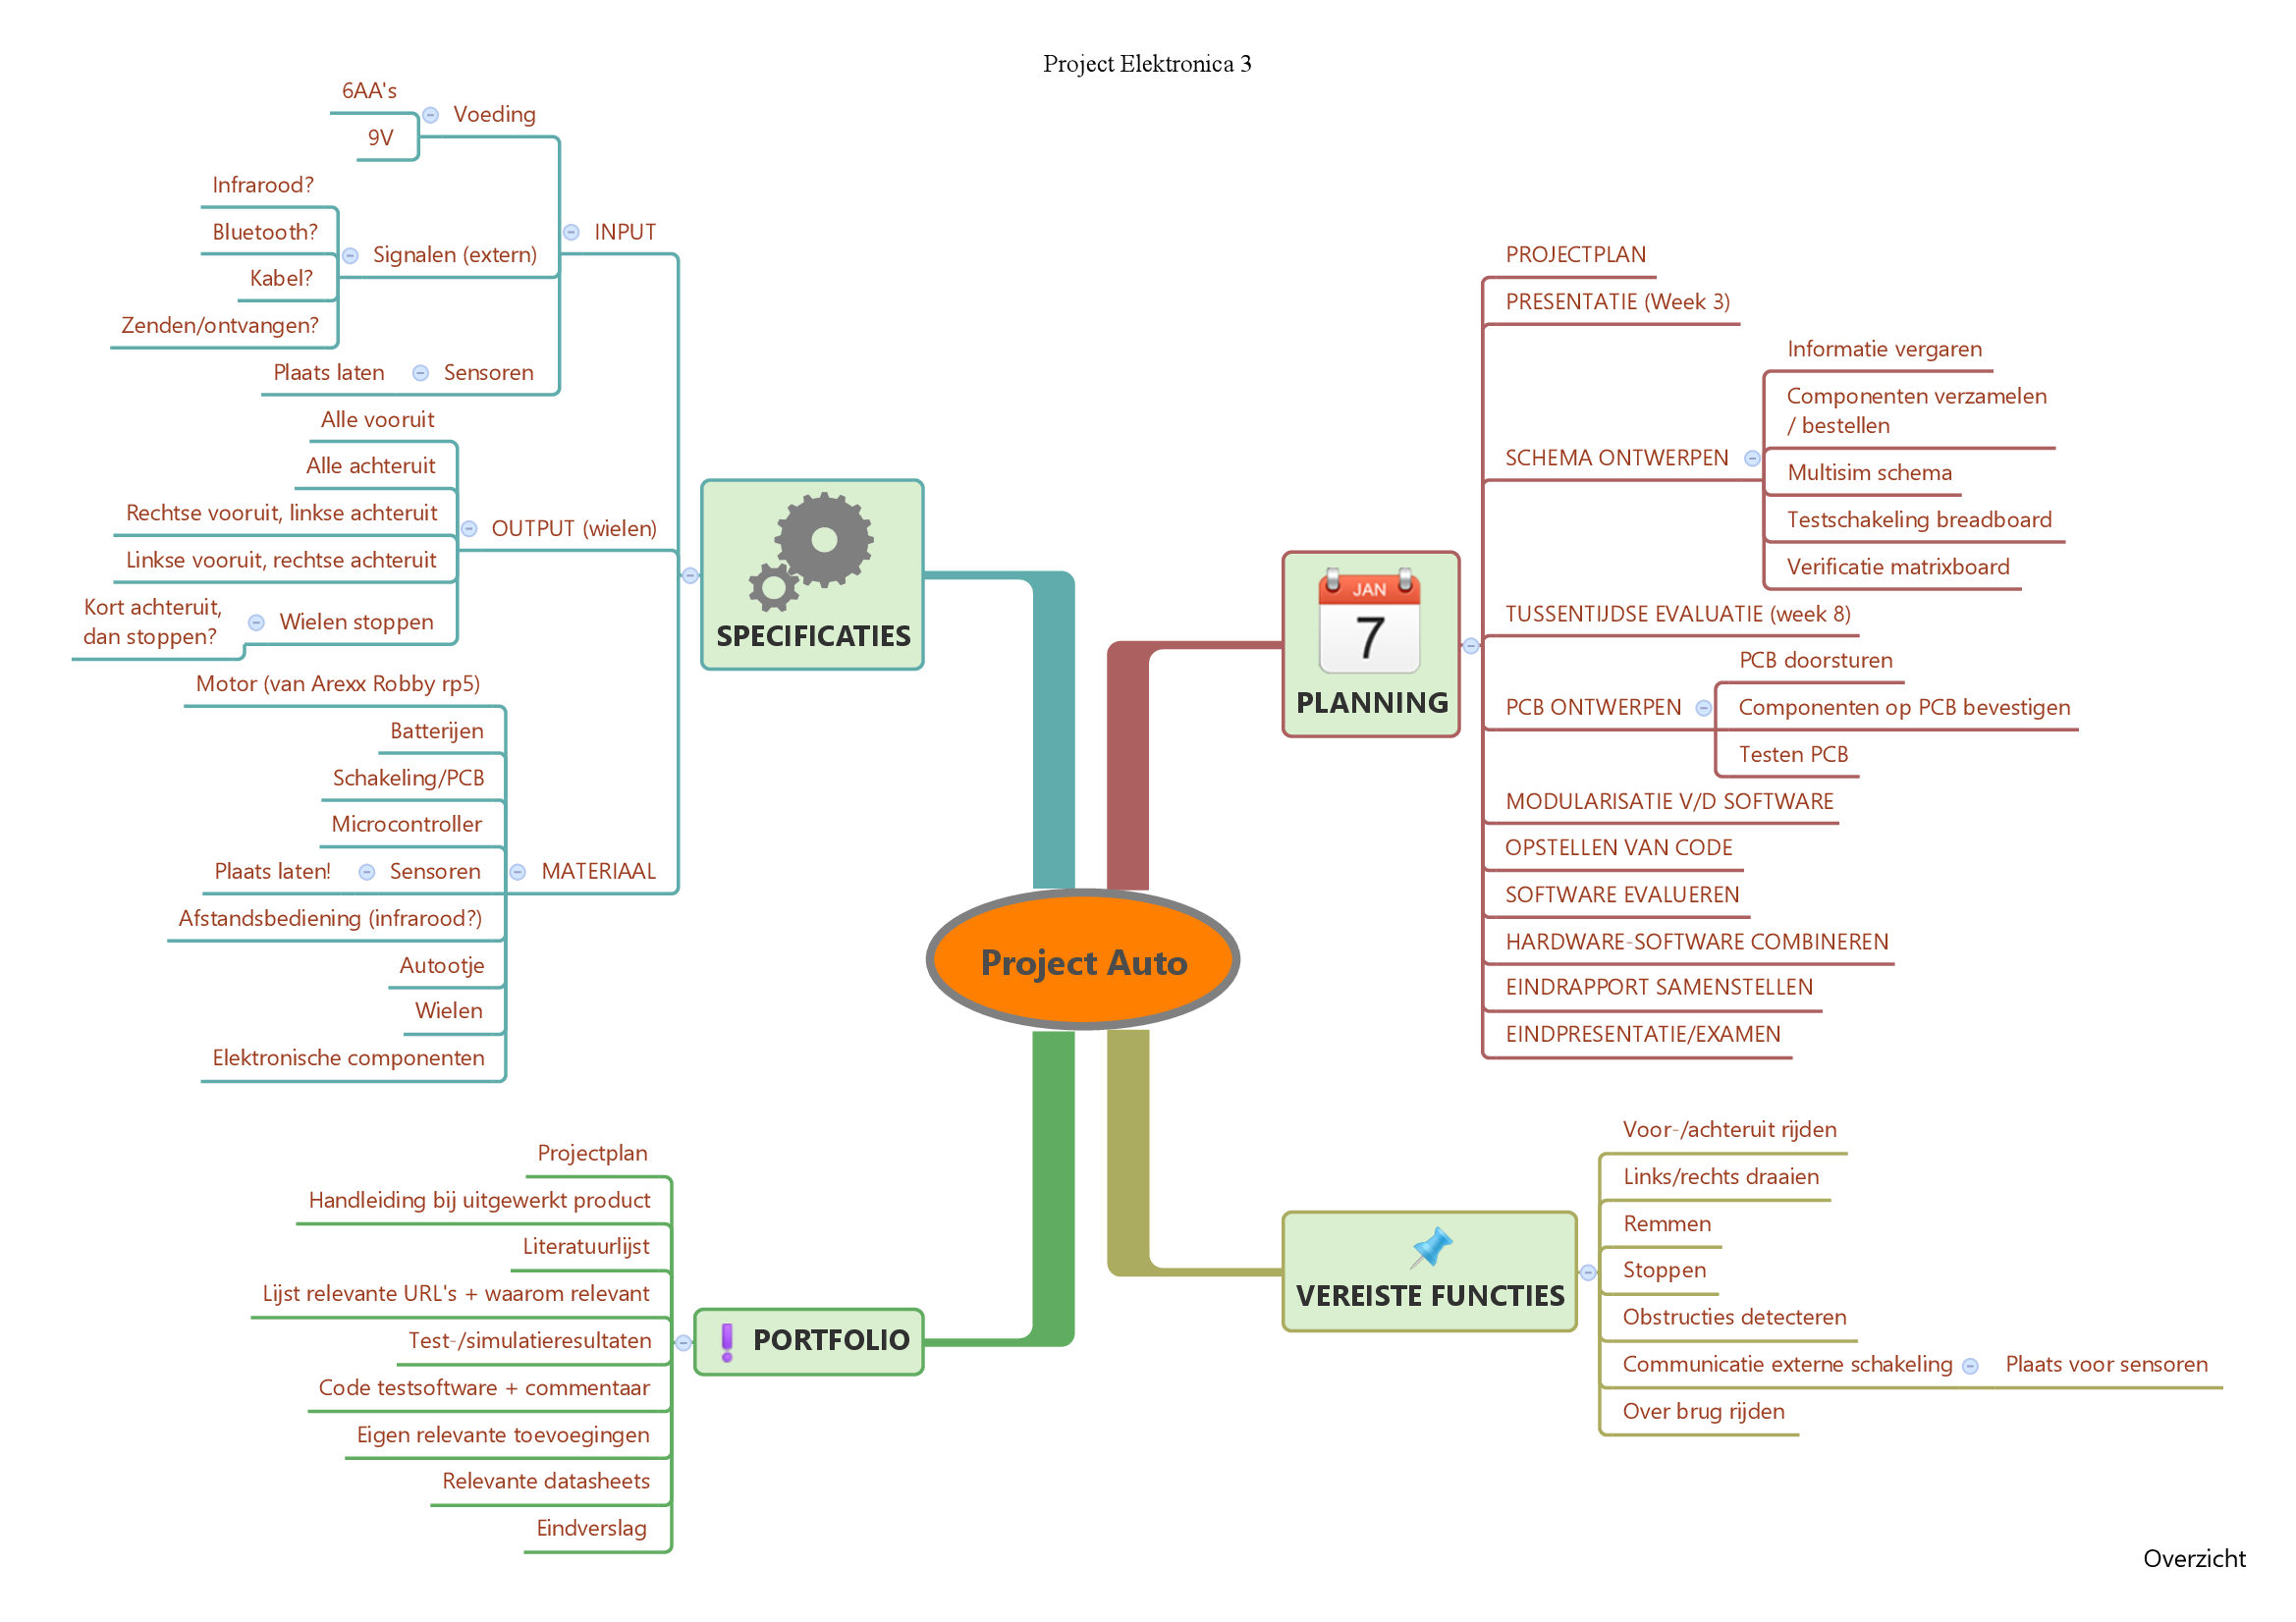 Project Elektronica 3
6AA's
9V
Voeding
Infrarood?
Bluetooth?
Kabel?
Zenden/ontvangen?
Signalen (extern)
Plaats laten
Sensoren
INPUT
Alle vooruit
Alle achteruit
Rechtse vooruit, linkse achteruit
Linkse vooruit, rechtse achteruit
Kort achteruit,
dan stoppen?
Wielen stoppen
OUTPUT (wielen)
Motor (van Arexx Robby rp5)
Batterijen
Schakeling/PCB
Microcontroller
Plaats laten!
Sensoren
Afstandsbediening (infrarood?)
Autootje
Wielen
Elektronische componenten
MATERIAAL
SPECIFICATIES
JAN
7
PLANNING
PROJECTPLAN
PRESENTATIE (Week 3)
SCHEMA ONTWERPEN
Informatie vergaren
Componenten verzamelen
/ bestellen
Multisim schema
Testschakeling breadboard
Verificatie matrixboard
TUSSENTIJDSE EVALUATIE (week 8)
PCB ONTWERPEN
PCB doorsturen
Componenten op PCB bevestigen
Testen PCB
MODULARISATIE V/D SOFTWARE
OPSTELLEN VAN CODE
SOFTWARE EVALUEREN
HARDWARE-SOFTWARE COMBINEREN
EINDRAPPORT SAMENSTELLEN
EINDPRESENTATIE/EXAMEN
Project Auto
Projectplan
Handleiding bij uitgewerkt product
Literatuurlijst
Lijst relevante URL's + waarom relevant
Test-/simulatieresultaten
Code testsoftware + commentaar
Eigen relevante toevoegingen
Relevante datasheets
Eindverslag
PORTFOLIO
VEREISTE FUNCTIES
Voor-/achteruit rijden
Links/rechts draaien
Remmen
Stoppen
Obstructies detecteren
Communicatie externe schakeling
Plaats voor sensoren
Over brug rijden
Overzicht